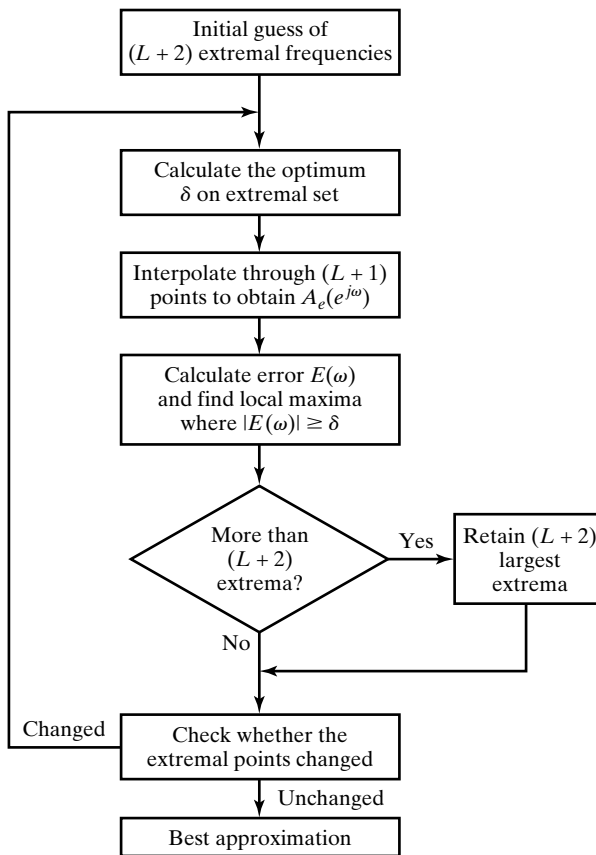 Initial guess of
(L + 2) extremal frequencies
Calculate the optimum
δ on extremal set
Interpolate through (L + 1)
points to obtain Aₑ(e^{jω})
Calculate error E(ω)
and find local maxima
where |E(ω)| ≥ δ
More than
(L + 2)
extrema?
Yes
Retain (L + 2)
largest
extrema
No
Changed
Check whether the
extremal points changed
Unchanged
Best approximation